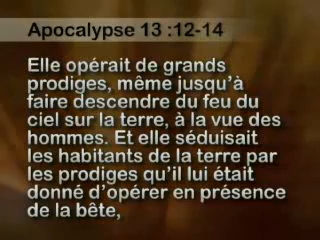 Apocalypse 13 :12-14
Elle opérait de grands
prodiges, même jusqu'à
faire descendre du feu du
ciel sur la terre, à la vue des
hommes. Et elle séduisait
les habitants de la terre par
les prodiges qu'il lui était
donné d'opérer en présence
de la bête,